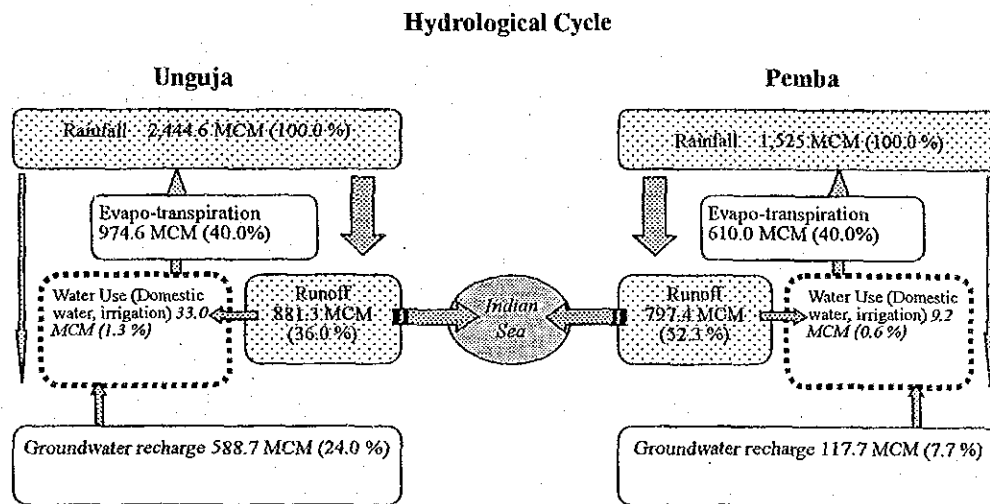 Hydrological Cycle
Unguja
Rainfall 2,444.6 MCM (100.0 %)
Evapo-transpiration
974.6 MCM (40.0%)
Water Use (Domestic
water, irrigation) 33.0
MCM (1.3 %)
Runoff
881.3 MCM
(36.0 %)
Groundwater recharge 588.7 MCM (24.0 %)
Indian
Sea
Pemba
Rainfall 1,525 MCM (100.0 %)
Evapo-transpiration
610.0 MCM (40.0%)
Runoff
797.4 MCM
(52.3 %)
Water Use (Domestic
water, irrigation) 9.2
MCM (0.6 %)
Groundwater recharge 117.7 MCM (7.7 %)